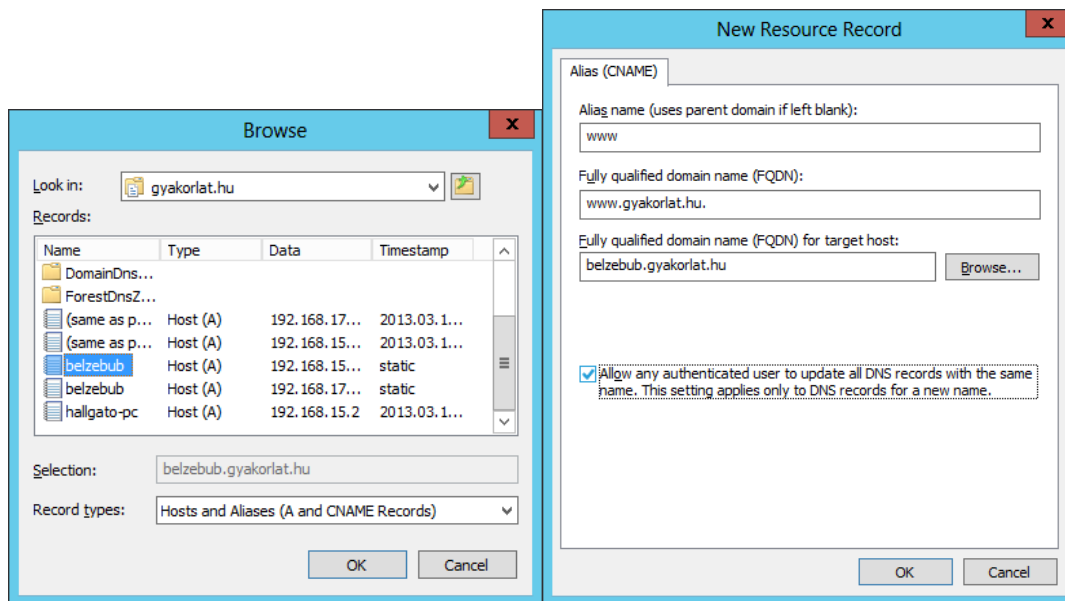 Browse
x
Look in:
gyakorlat.hu
Records:
Name Type Data Timestamp
DomainDns...
ForestDnsZ...
(same as p... Host (A) 192.168.17... 2013.03.1...
(same as p... Host (A) 192.168.15... 2013.03.1...
belzebub Host (A) 192.168.15... static
belzebub Host (A) 192.168.17... static
hallgato-pc Host (A) 192.168.15.2 2013.03.1...
Selection:
belzebub.gyakorlat.hu
Record types:
Hosts and Aliases (A and CNAME Records)
OK Cancel
New Resource Record
x
Alias (CNAME)
Alias name (uses parent domain if left blank):
www
Fully qualified domain name (FQDN):
www.gyakorlat.hu.
Fully qualified domain name (FQDN) for target host:
belzebub.gyakorlat.hu
Browse...
Allow any authenticated user to update all DNS records with the same
name. This setting applies only to DNS records for a new name.
OK Cancel